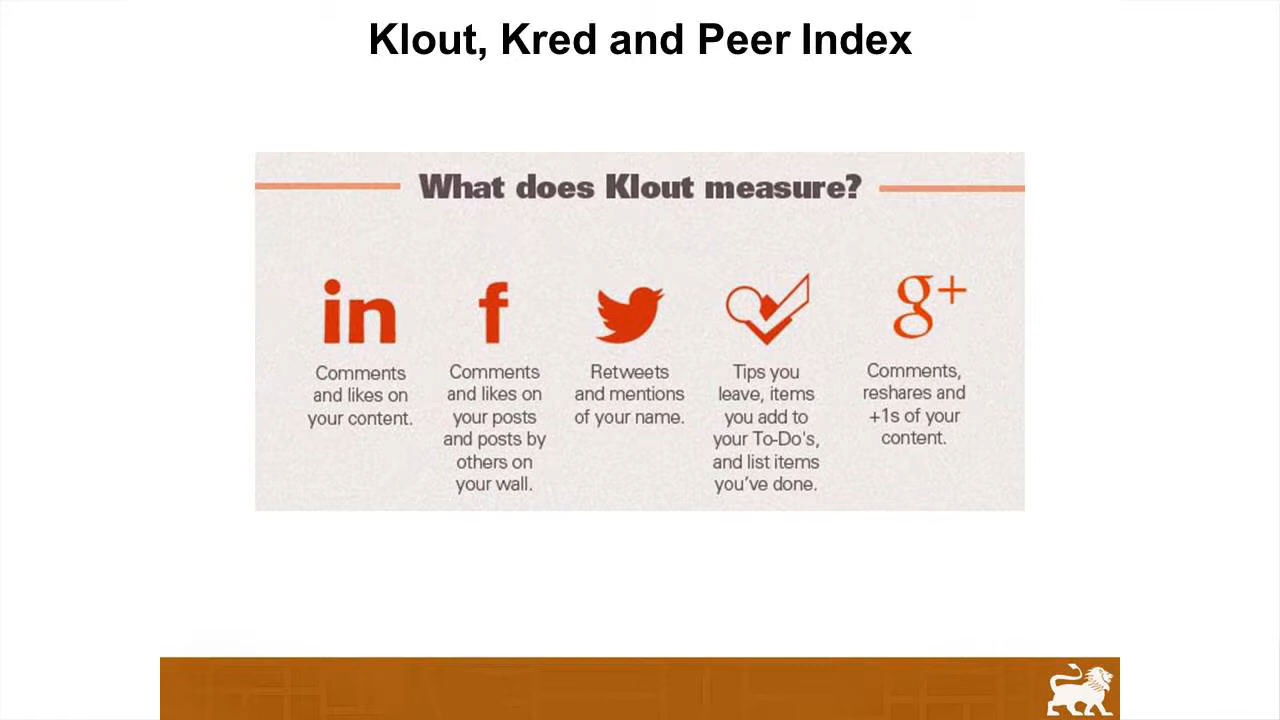 Klout, Kred and Peer Index
What does Klout measure?
in
Comments
and likes on
your content.
f
Comments
and likes on
your posts
and posts by
others on
your wall.
Retweets
and mentions
of your name.
Tips you
leave, items
you add to
your To-Do's,
and list items
you've done.
g+
Comments,
reshares and
+1s of your
content.